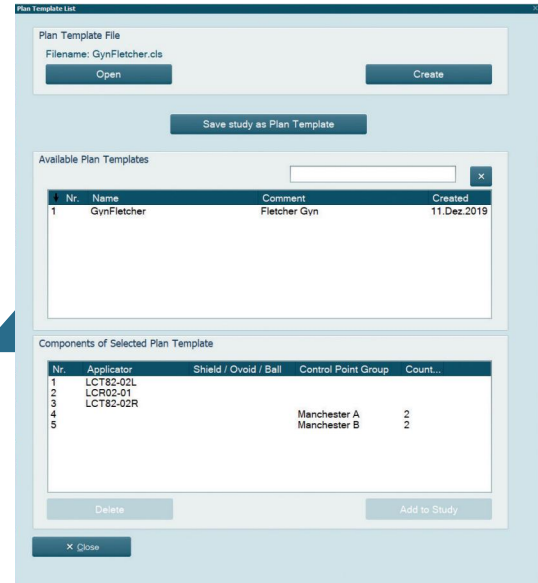 Plan Template List
Plan Template File
Filename: GynFletcher.cls
Open Create
Save study as Plan Template
Available Plan Templates
Nr. Name Comment Created
1 GynFletcher Fletcher Gyn 11.Dez.2019
Components of Selected Plan Template
Nr. Applicator Shield / Ovoid / Ball Control Point Group Count...
1 LCT82-02L
2 LCR02-01
3 LCT82-02R
4 Manchester A 2
5 Manchester B 2
Delete Add to Study
× Close